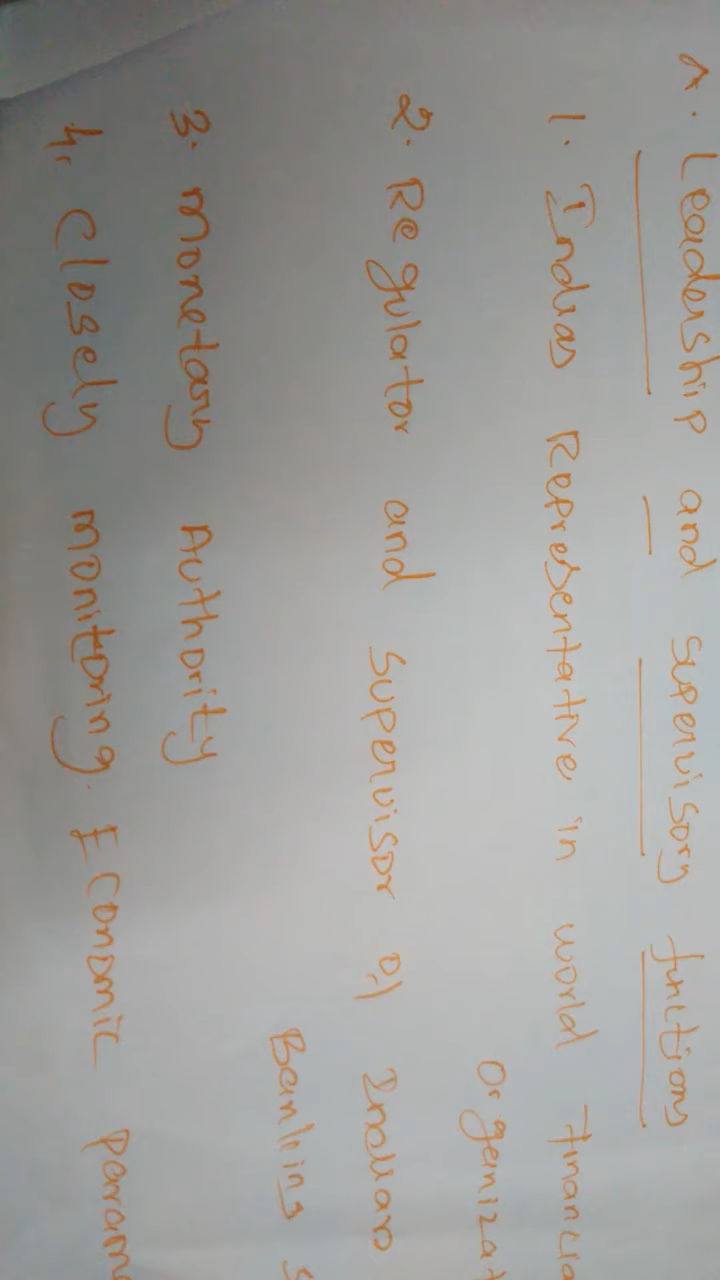 A. Leadership and supervisory functions
1. Indias Representative in world Financia
Organizat
2. Regulator and Supervisor of Indian
Banking S
3. Monetary Authority
4. Closely monitoring. Economic Param